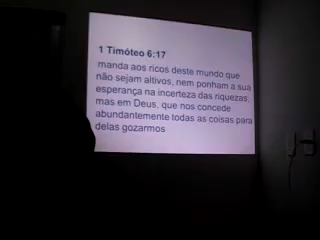 1 Timóteo 6:17
manda aos ricos deste mundo que
não sejam altivos, nem ponham a sua
esperança na incerteza das riquezas,
mas em Deus, que nos concede
abundantemente todas as coisas para
delas gozarmos